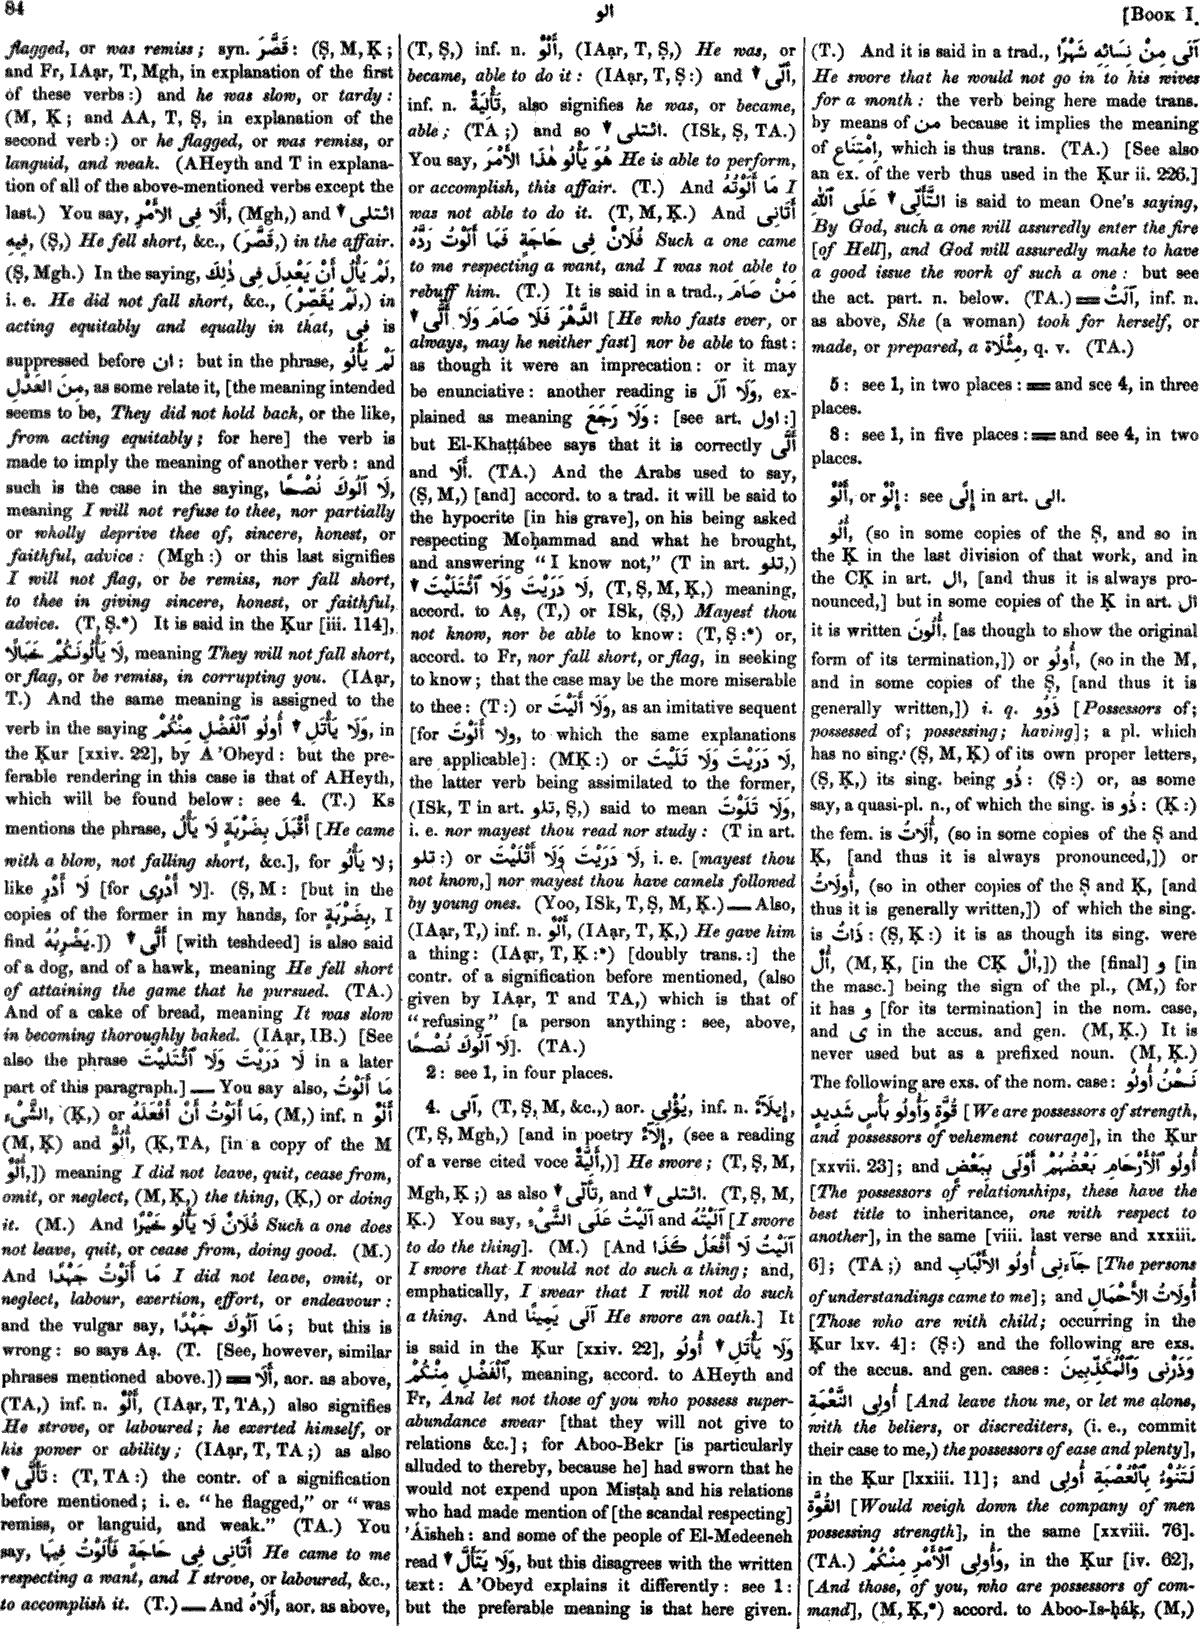 84
الو
[BOOK I.
flagged, or was remiss; syn. قَصَّرَ: (Ṣ, M, Ḳ;
and Fr, IAạr, T, Mgh, in explanation of the first
of these verbs:) and he was slow, or tardy:
(M, Ḳ; and AA, T, Ṣ, in explanation of the
second verb:) or he flagged, or was remiss, or
languid, and weak. (AHeyth and T in explana-
tion of all of the above-mentioned verbs except the
last.) You say, أَلَا فِى الأَمْرِ, (Mgh,) and ↓ ائتلى
فِيهِ, (Ṣ,) He fell short, &c., (قَصَّرَ,) in the affair.
(Ṣ, Mgh.) In the saying, لَمْ يَأْلُ أَنْ يَعْدِلَ فِى ذٰلِكَ,
i. e. He did not fall short, &c., (لَمْ يُقَصِّرْ,) in
acting equitably and equally in that, فِى is
suppressed before ان: but in the phrase, لَمْ يَأْلُو
مِنَ العَدْلِ, as some relate it, [the meaning intended
seems to be, They did not hold back, or the like,
from acting equitably; for here] the verb is
made to imply the meaning of another verb: and
such is the case in the saying, لَا آلُوكَ نُصْحًا,
meaning I will not refuse to thee, nor partially
or wholly deprive thee of, sincere, honest, or
faithful, advice: (Mgh:) or this last signifies
I will not flag, or be remiss, nor fall short,
to thee in giving sincere, honest, or faithful,
advice. (T, Ṣ.*) It is said in the Ḳur [iii. 114],
لَا يَأْلُونَكُمْ خَبَالًا, meaning They will not fall short,
or flag, or be remiss, in corrupting you. (IAạr,
T.) And the same meaning is assigned to the
verb in the saying وَلَا يَأْتَلِ ↓ أُولُو ٱلْفَضْلِ مِنْكُمْ, in
the Ḳur [xxiv. 22], by A 'Obeyd: but the pre-
ferable rendering in this case is that of AHeyth,
which will be found below: see 4. (T.) Ks
mentions the phrase, أَقْبَلَ بِضَرْبَةٍ لَا يَأْلُ [He came
with a blow, not falling short, &c.], for لا يَأْلُو;
like لَا أَدْرِ [for لَا أَدْرِى]. (Ṣ, M: [but in the
copies of the former in my hands, for بِضَرْبَةٍ, I
find يَضْرِبُهُ.]) ↓ أَلَّى [with teshdeed] is also said
of a dog, and of a hawk, meaning He fell short
of attaining the game that he pursued. (TA.)
And of a cake of bread, meaning It was slow
in becoming thoroughly baked. (IAạr, IB.) [See
also the phrase لَا دَرَيْتَ وَلَا ٱئْتَلَيْتَ in a later
part of this paragraph.] — You say also, مَا أَلَوْتُ
الشَّىْءَ, (Ḳ,) or مَا أَلَوْتُ أَنْ أَفْعَلَهُ, (M,) inf. n أَلْوٌ
(M, Ḳ) and أُلُوٌّ, (Ḳ, TA, [in a copy of the M
أَلُوٌّ,]) meaning I did not leave, quit, cease from,
omit, or neglect, (M, Ḳ,) the thing, (Ḳ,) or doing
it. (M.) And فُلَانٌ لَا يَأْلُو خَيْرًا Such a one does
not leave, quit, or cease from, doing good. (M.)
And مَا أَلَوْتُ جَهْدًا I did not leave, omit, or
neglect, labour, exertion, effort, or endeavour:
and the vulgar say, مَا آلُوكَ جَهْدًا; but this is
wrong: so says Aṣ. (T. [See, however, similar
phrases mentioned above.]) = أَلَا, aor. as above,
(TA,) inf. n. أَلْوٌ, (IAạr, T, TA,) also signifies
He strove, or laboured; he exerted himself, or
his power or ability; (IAạr, T, TA;) as also
↓ تَأَلَّى: (T, TA:) the contr. of a signification
before mentioned; i. e. "he flagged," or "was
remiss, or languid, and weak." (TA.) You
say, أَتَانِى فِى حَاجَةٍ فَأَلَوْتُ فِيهَا He came to me
respecting a want, and I strove, or laboured, &c.,
to accomplish it. (T.) — And أَلَاهُ, aor. as above,
(T, Ṣ,) inf. n. أَلْوٌ, (IAạr, T, Ṣ,) He was, or
became, able to do it: (IAạr, T, Ṣ:) and ↓ أَلَّى,
inf. n. تَأْلِيَةٌ, also signifies he was, or became,
able; (TA;) and so ↓ ائتلى. (ISk, Ṣ, TA.)
You say, هُوَ يَأْلُو هٰذَا الأَمْرَ He is able to perform,
or accomplish, this affair. (T.) And مَا أَلَوْتُهُ I
was not able to do it. (T, M, Ḳ.) And أَتَانِى
فُلَانٌ فِى حَاجَةٍ فَمَا أَلَوْتُ رَدَّهُ Such a one came
to me respecting a want, and I was not able to
rebuff him. (T.) It is said in a trad., مَنْ صَامَ
الدَّهْرَ فَلَا صَامَ وَلَا أَلَّى ↓ [He who fasts ever, or
always, may he neither fast] nor be able to fast:
as though it were an imprecation: or it may
be enunciative: another reading is وَلَا آلَ, ex-
plained as meaning وَلَا رَجَعَ: [see art. اول:]
but El-Khaṭṭábee says that it is correctly أَلَّى
and أَلَا. (TA.) And the Arabs used to say,
(Ṣ, M,) [and] accord. to a trad. it will be said to
the hypocrite [in his grave], on his being asked
respecting Moḥammad and what he brought,
and answering "I know not," (T in art. تلو,)
لَا دَرَيْتَ وَلَا ٱئْتَلَيْتَ ↓, (T, Ṣ, M, Ḳ,) meaning,
accord. to Aṣ, (T,) or ISk, (Ṣ,) Mayest thou
not know, nor be able to know: (T, Ṣ:*) or,
accord. to Fr, nor fall short, or flag, in seeking
to know; that the case may be the more miserable
to thee: (T:) or وَلَا أَلَيْتَ, as an imitative sequent
[for ولا أَلَوْتَ, to which the same explanations
are applicable]: (MḲ:) or لَا دَرَيْتَ وَلَا تَلَيْتَ,
the latter verb being assimilated to the former,
(ISk, T in art. تلو, Ṣ,) said to mean وَلَا تَلَوْتَ,
i. e. nor mayest thou read nor study: (T in art.
تلو:) or لَا دَرَيْتَ وَلَا أَتْلَيْتَ, i. e. [mayest thou
not know,] nor mayest thou have camels followed
by young ones. (Yoo, ISk, T, Ṣ, M, Ḳ.) — Also,
(IAạr, T,) inf. n. أَلْوٌ, (IAạr, T, Ḳ,) He gave him
a thing: (IAạr, T, Ḳ:*) [doubly trans.:] the
contr. of a signification before mentioned, (also
given by IAạr, T and TA,) which is that of
"refusing" [a person anything: see, above,
لَا آلُوكَ نُصْحًا]. (TA.)
2: see 1, in four places.
4. آلى, (T, Ṣ, M, &c.,) aor. يُؤْلِى, inf. n. إِيلَآءٌ,
(T, Ṣ, Mgh,) [and in poetry إِلَآءٌ, (see a reading
of a verse cited voce أَلِيَّةٌ,)] He swore; (T, Ṣ, M,
Mgh, Ḳ;) as also ↓ تَأَلَّى, and ↓ ائتلى. (T, Ṣ, M,
Ḳ.) You say, آلَيْتُ عَلَى الشَّىْءِ and آلَيْتُهُ [I swore
to do the thing]. (M.) [And آلَيْتُ لَا أَفْعَلُ كَذَا
I swore that I would not do such a thing; and,
emphatically, I swear that I will not do such
a thing. And آلَى يَمِينًا He swore an oath.] It
is said in the Ḳur [xxiv. 22], وَلَا يَأْتَلِ ↓ أُولُو
ٱلْفَضْلِ مِنْكُمْ, meaning, accord. to AHeyth and
Fr, And let not those of you who possess super-
abundance swear [that they will not give to
relations &c.]; for Aboo-Bekr [is particularly
alluded to thereby, because he] had sworn that he
would not expend upon Misṭaḥ and his relations
who had made mention of [the scandal respecting]
'Áïsheh: and some of the people of El-Medeeneh
read ↓ وَلَا يَتَأَلَّ, but this disagrees with the written
text: A 'Obeyd explains it differently: see 1:
but the preferable meaning is that here given.
(T.) And it is said in a trad., آلَى مِنْ نِسَائِهِ شَهْرًا
He swore that he would not go in to his wives
for a month: the verb being here made trans.
by means of من because it implies the meaning
of اِمْتِنَاع, which is thus trans. (TA.) [See also
an ex. of the verb thus used in the Ḳur ii. 226.]
التَّأَلِّى ↓ عَلَى ٱللّٰهِ is said to mean One's saying,
By God, such a one will assuredly enter the fire
[of Hell], and God will assuredly make to have
a good issue the work of such a one: but see
the act. part. n. below. (TA.) = آلَتْ, inf. n.
as above, She (a woman) took for herself, or
made, or prepared, a مِئْلَاة, q. v. (TA.)
5: see 1, in two places: = and see 4, in three
places.
8: see 1, in five places: = and see 4, in two
places.
أَلْوٌ, or إِلْوٌ: see إِلًى in art. الى.
أُلُو, (so in some copies of the Ṣ, and so in
the Ḳ in the last division of that work, and in
the CḲ in art. ال, [and thus it is always pro-
nounced,] but in some copies of the Ḳ in art. ال
it is written أُلُونَ, [as though to show the original
form of its termination,]) or أُولُو, (so in the M,
and in some copies of the Ṣ, [and thus it is
generally written,]) i. q. ذَوُو [Possessors of;
possessed of; possessing; having]; a pl. which
has no sing. (Ṣ, M, Ḳ) of its own proper letters,
(Ṣ, Ḳ,) its sing. being ذُو: (Ṣ:) or, as some
say, a quasi-pl. n., of which the sing. is ذُو: (Ḳ:)
the fem. is أُلَاتُ, (so in some copies of the Ṣ and
Ḳ, [and thus it is always pronounced,]) or
أُولَاتُ, (so in other copies of the Ṣ and Ḳ, [and
thus it is generally written,]) of which the sing.
is ذَاتُ: (Ṣ, Ḳ:) it is as though its sing. were
أُلٌ, (M, Ḳ, [in the CḲ أُلٌ,]) the [final] و [in
the masc.] being the sign of the pl., (M,) for
it has و [for its termination] in the nom. case,
and ى in the accus. and gen. (M, Ḳ.) It is
never used but as a prefixed noun. (M, Ḳ.)
The following are exs. of the nom. case: نَحْنُ أُولُو
قُوَّةٍ وَأُولُو بَأْسٍ شَدِيدٍ [We are possessors of strength,
and possessors of vehement courage], in the Ḳur
[xxvii. 23]; and أُولُو ٱلْأَرْحَامِ بَعْضُهُمْ أَوْلَى بِبَعْضٍ
[The possessors of relationships, these have the
best title to inheritance, one with respect to
another], in the same [viii. last verse and xxxiii.
6]; (TA;) and جَآءَنِى أُولُو الأَلْبَابِ [The persons
of understandings came to me]; and أُولَاتُ الأَحْمَالِ
[Those who are with child; occurring in the
Ḳur lxv. 4]: (Ṣ:) and the following are exs.
of the accus. and gen. cases: وَذَرْنِى وَٱلْمُكَذِّبِينَ
أُولِى النَّعْمَةِ [And leave thou me, or let me alone,
with the beliers, or discrediters, (i. e., commit
their case to me,) the possessors of ease and plenty],
in the Ḳur [lxxiii. 11]; and لَتَنُوْءُ بِٱلْعُصْبَةِ أُولِى
القُوَّةِ [Would weigh down the company of men
possessing strength], in the same [xxviii. 76].
(TA.) وَأُولِى ٱلْأَمْرِ مِنْكُمْ, in the Ḳur [iv. 62],
[And those, of you, who are possessors of com-
mand], (M, Ḳ,*) accord. to Aboo-Is-ḥáḳ, (M,)